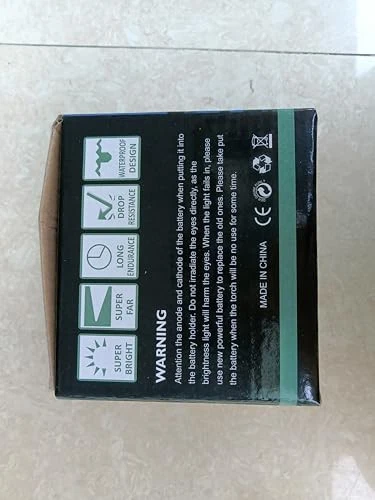 SUPER
BRIGHT
SUPER
FAR
LONG
ENDURANCE
DROP
RESISTANCE
WATERPROOF
DESIGN
WARNING
Attention the anode and cathode of the battery when putting it into
the battery holder. Do not irradiate the eyes directly, as the
brightness light will harm the eyes. When the light fails in, please
use new powerful battery to replace the old ones. Please take put
the battery when the torch will be no use for some time.
MADE IN CHINA
CE